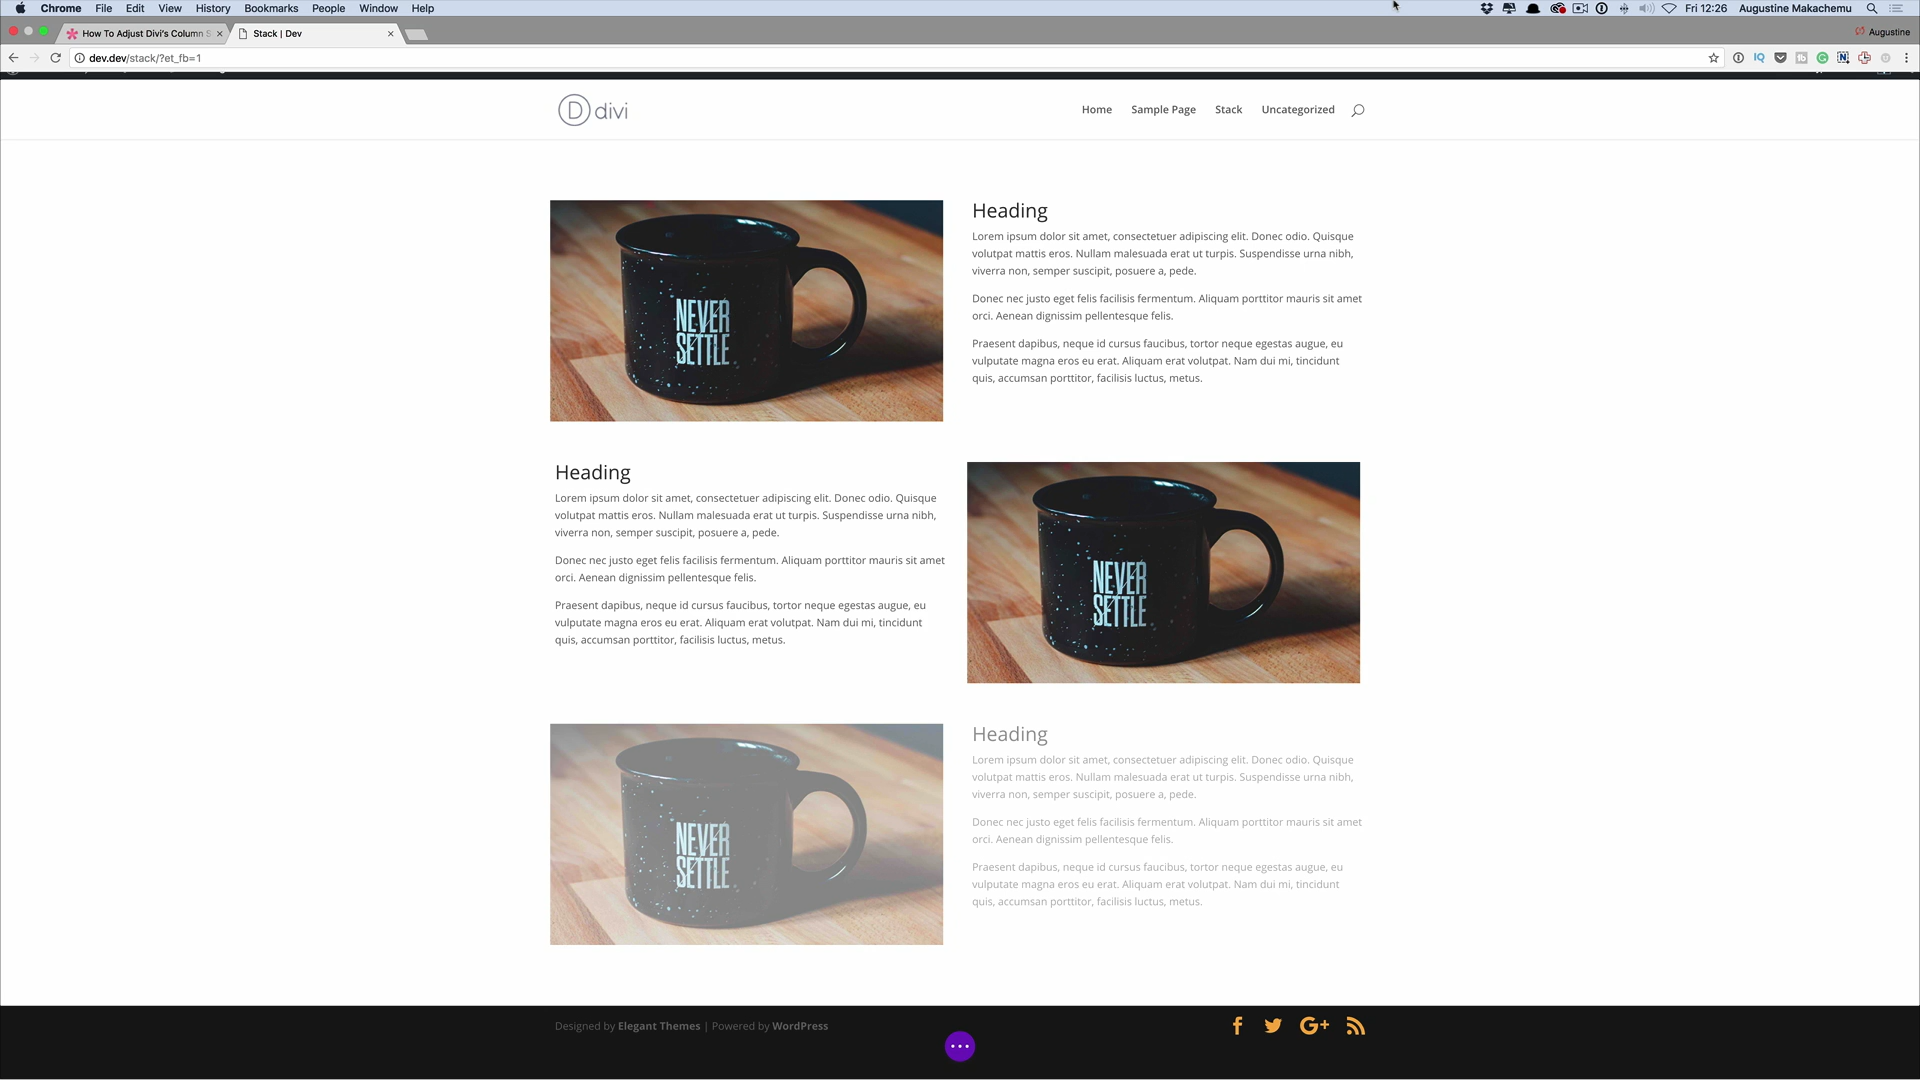 Chrome File Edit View History Bookmarks People Window Help
Fri 12:26 Augustine Makachemu
How To Adjust Divi's Column S
Stack | Dev
Augustine
dev.dev/stack/?et_fb=1
IQ
divi
Home Sample Page Stack Uncategorized
NEVER
SETTLE
Heading
Lorem ipsum dolor sit amet, consectetuer adipiscing elit. Donec odio. Quisque
volutpat mattis eros. Nullam malesuada erat ut turpis. Suspendisse urna nibh,
viverra non, semper suscipit, posuere a, pede.
Donec nec justo eget felis facilisis fermentum. Aliquam porttitor mauris sit amet
orci. Aenean dignissim pellentesque felis.
Praesent dapibus, neque id cursus faucibus, tortor neque egestas augue, eu
vulputate magna eros eu erat. Aliquam erat volutpat. Nam dui mi, tincidunt
quis, accumsan porttitor, facilisis luctus, metus.
Heading
Lorem ipsum dolor sit amet, consectetuer adipiscing elit. Donec odio. Quisque
volutpat mattis eros. Nullam malesuada erat ut turpis. Suspendisse urna nibh,
viverra non, semper suscipit, posuere a, pede.
Donec nec justo eget felis facilisis fermentum. Aliquam porttitor mauris sit amet
orci. Aenean dignissim pellentesque felis.
Praesent dapibus, neque id cursus faucibus, tortor neque egestas augue, eu
vulputate magna eros eu erat. Aliquam erat volutpat. Nam dui mi, tincidunt
quis, accumsan porttitor, facilisis luctus, metus.
NEVER
SETTLE
NEVER
SETTLE
Heading
Lorem ipsum dolor sit amet, consectetuer adipiscing elit. Donec odio. Quisque
volutpat mattis eros. Nullam malesuada erat ut turpis. Suspendisse urna nibh,
viverra non, semper suscipit, posuere a, pede.
Donec nec justo eget felis facilisis fermentum. Aliquam porttitor mauris sit amet
orci. Aenean dignissim pellentesque felis.
Praesent dapibus, neque id cursus faucibus, tortor neque egestas augue, eu
vulputate magna eros eu erat. Aliquam erat volutpat. Nam dui mi, tincidunt
quis, accumsan porttitor, facilisis luctus, metus.
Designed by Elegant Themes | Powered by WordPress